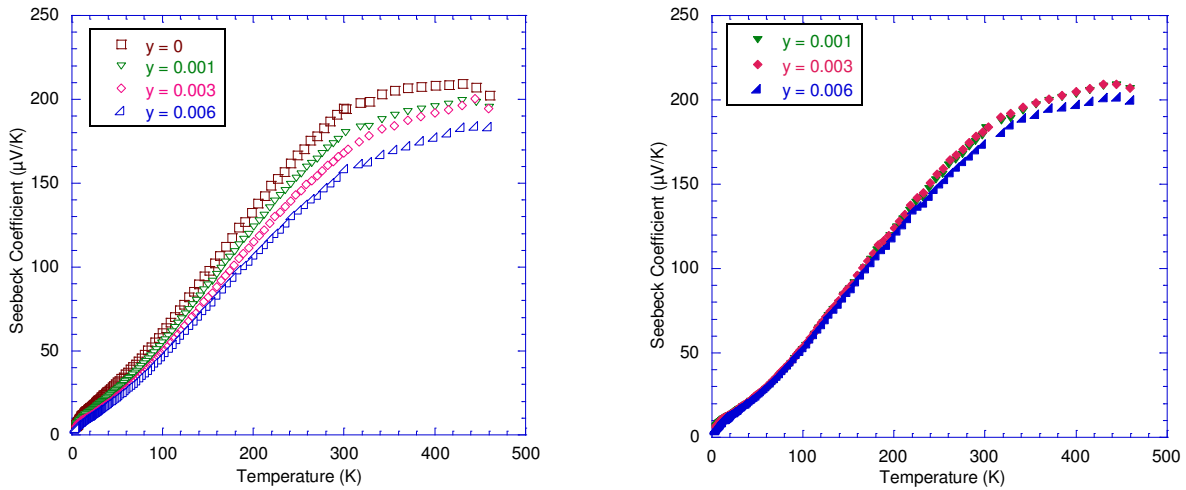 250
200
150
100
50
0
Seebeck Coefficient (µV/K)
y = 0
y = 0.001
y = 0.003
y = 0.006
0 100 200 300 400 500
Temperature (K)
250
200
150
100
50
0
Seebeck Coefficient (µV/K)
y = 0.001
y = 0.003
y = 0.006
0 100 200 300 400 500
Temperature (K)